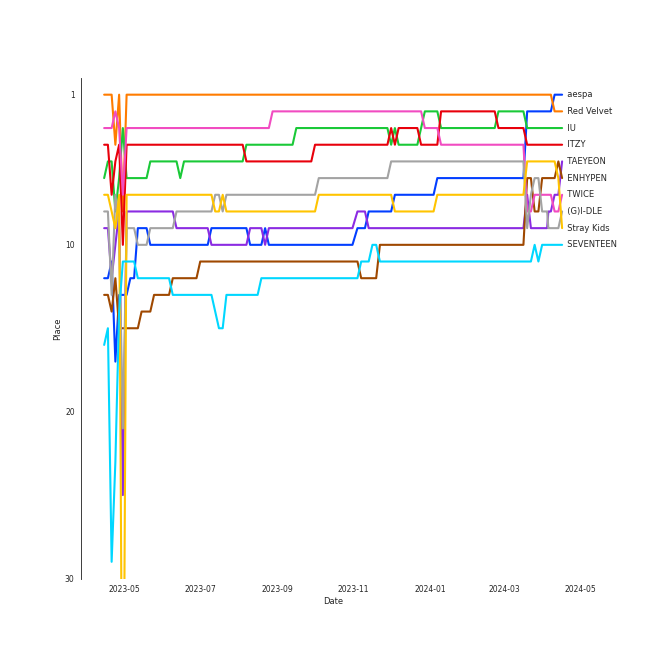 1
10
20
30
Place
2023-05
2023-07
2023-09
2023-11
2024-01
2024-03
2024-05
Date
aespa
Red Velvet
IU
ITZY
TAEYEON
ENHYPEN
TWICE
(G)I-DLE
Stray Kids
SEVENTEEN